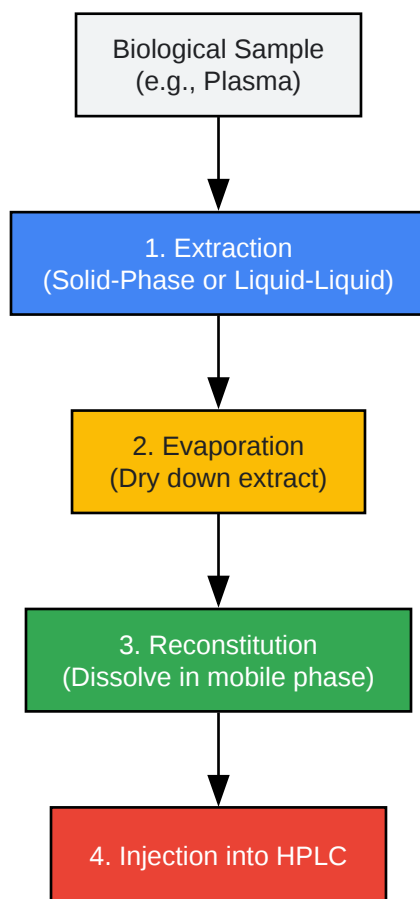 Biological Sample
(e.g., Plasma)
1. Extraction
(Solid-Phase or Liquid-Liquid)
2. Evaporation
(Dry down extract)
3. Reconstitution
(Dissolve in mobile phase)
4. Injection into HPLC